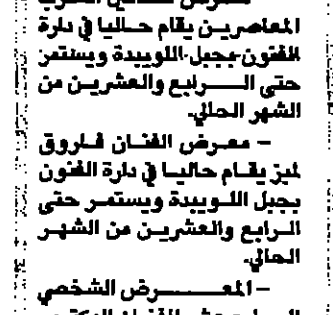 المعاصرين يقام حاليا في دارة
الفنون بجبل اللويبدة ويستمر
حتى الرابع والعشرين من
الشهر الحالي.
- معرض الفنان فاروق
لمبز يقام حاليا في دارة الفنون
بجبل اللويبدة ويستمر حتى
الرابع والعشرين من الشهر
الحالي.
- المعرض الشخصي